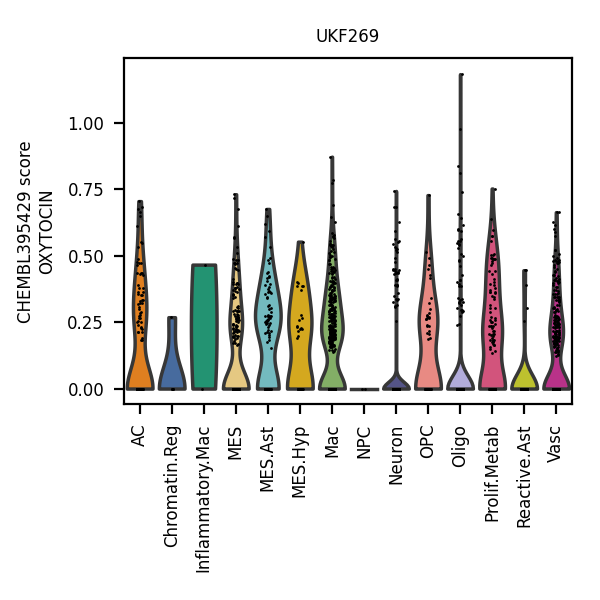 UKF269
CHEMBL395429 score
OXYTOCIN
1.00
0.75
0.50
0.25
0.00
AC
Chromatin.Reg
Inflammatory.Mac
MES
MES.Ast
MES.Hyp
Mac
NPC
Neuron
OPC
Oligo
Prolif.Metab
Reactive.Ast
Vasc